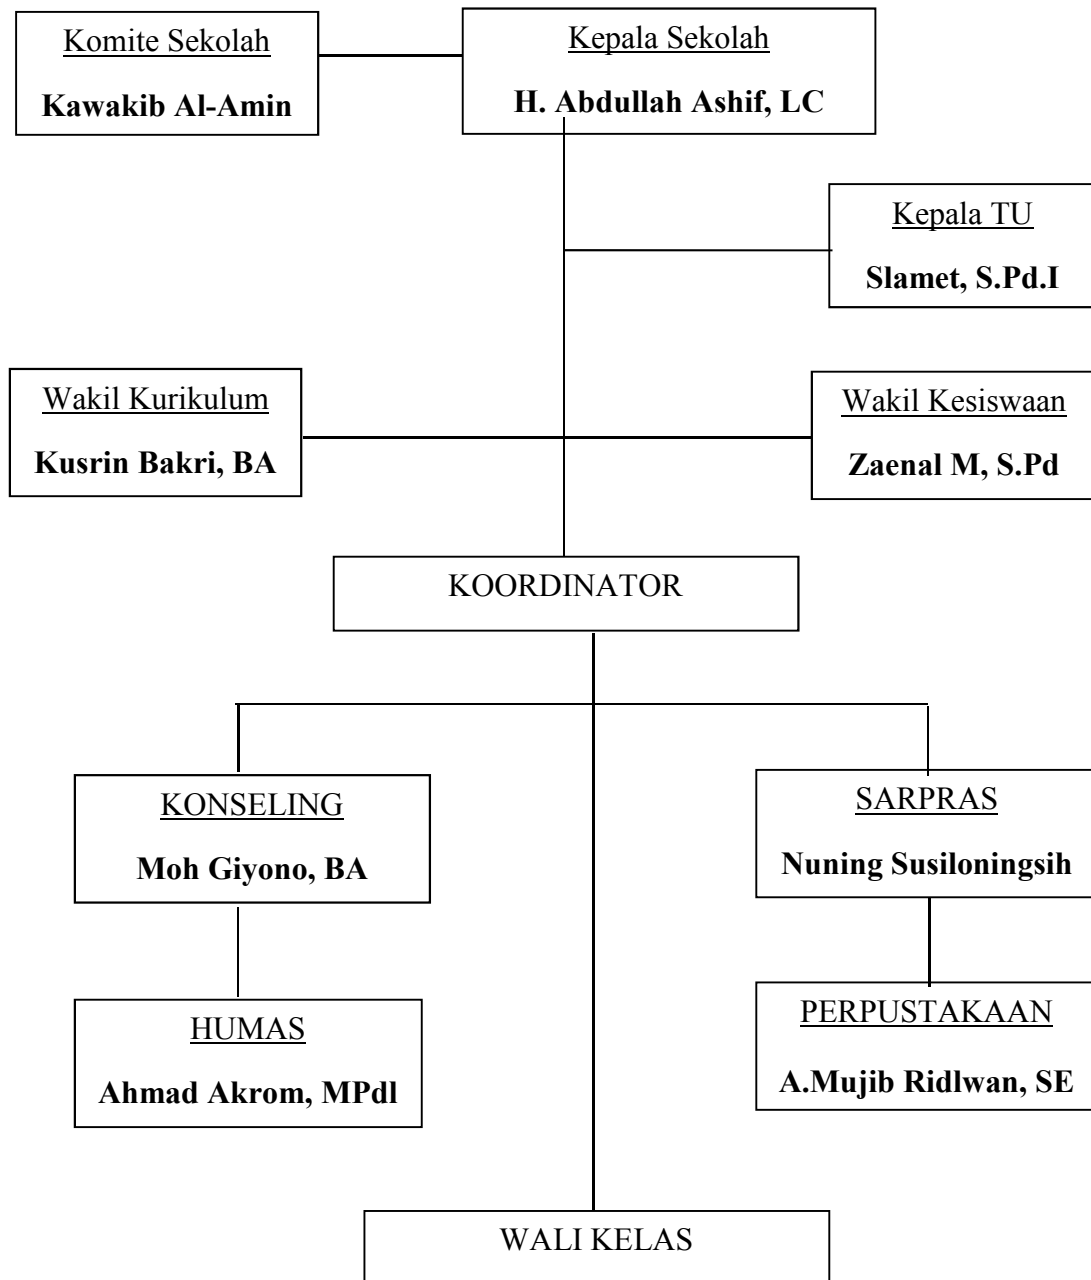 Komite Sekolah
Kawakib Al-Amin
Kepala Sekolah
H. Abdullah Ashif, LC
Kepala TU
Slamet, S.Pd.I
Wakil Kurikulum
Kusrin Bakri, BA
Wakil Kesiswaan
Zaenal M, S.Pd
KOORDINATOR
KONSELING
Moh Giyono, BA
SARPRAS
Nuning Susiloningsih
HUMAS
Ahmad Akrom, MPdl
PERPUSTAKAAN
A.Mujib Ridlwan, SE
WALI KELAS